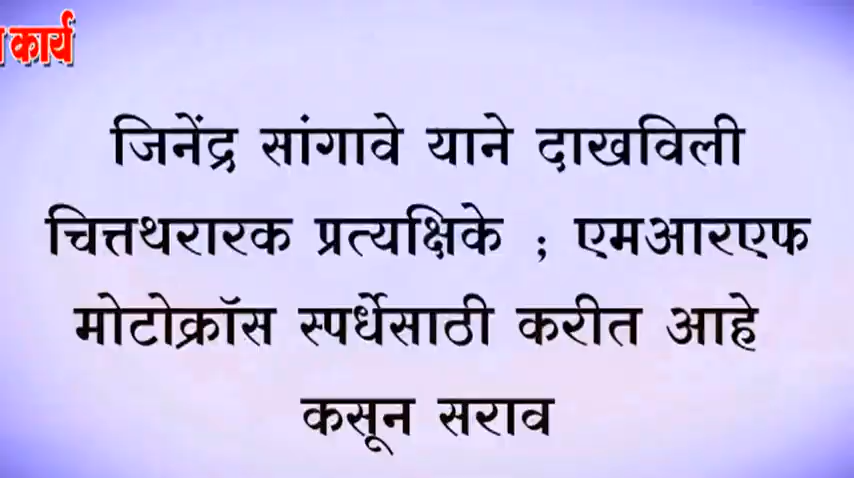 कार्य
जिनेंद्र सांगावे याने दाखविली
चित्तथरारक प्रत्यक्षिके ; एमआरएफ
मोटोक्रॉस स्पर्धेसाठी करीत आहे
कसून सराव